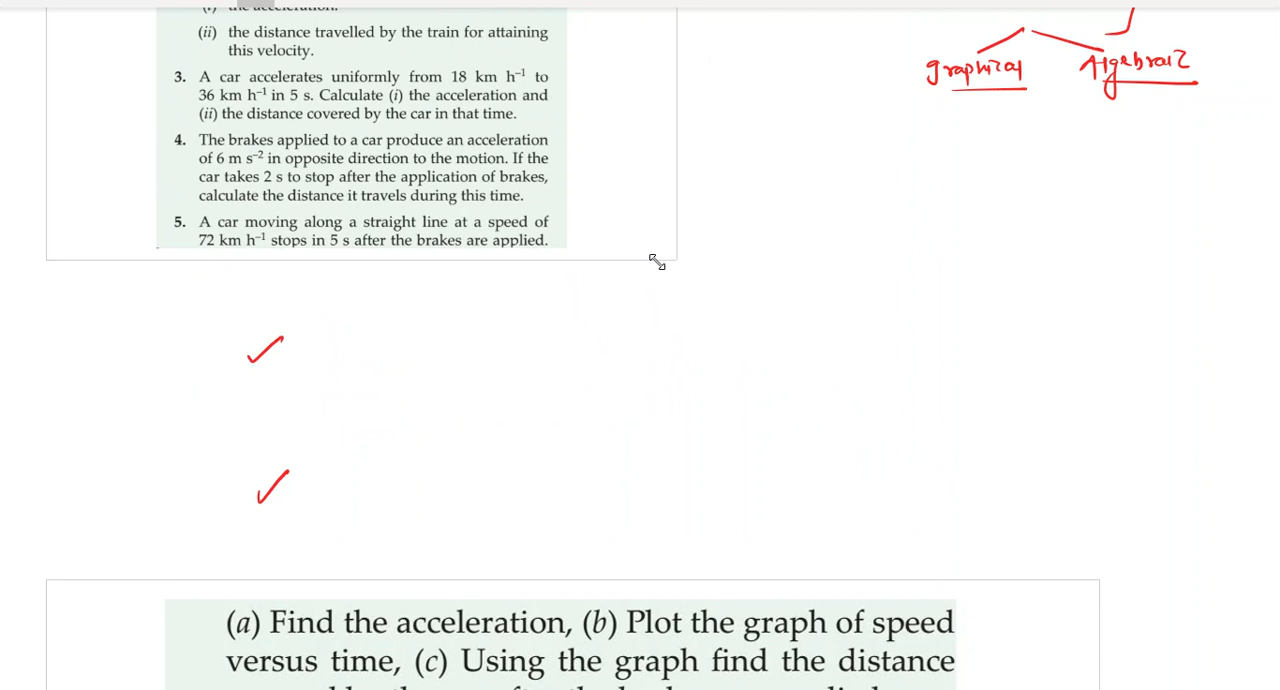 (i) the acceleration.
(ii) the distance travelled by the train for attaining
this velocity.
3. A car accelerates uniformly from 18 km h⁻¹ to
36 km h⁻¹ in 5 s. Calculate (i) the acceleration and
(ii) the distance covered by the car in that time.
4. The brakes applied to a car produce an acceleration
of 6 m s⁻² in opposite direction to the motion. If the
car takes 2 s to stop after the application of brakes,
calculate the distance it travels during this time.
5. A car moving along a straight line at a speed of
72 km h⁻¹ stops in 5 s after the brakes are applied.
graphical
Algebraic
(a) Find the acceleration, (b) Plot the graph of speed
versus time, (c) Using the graph find the distance